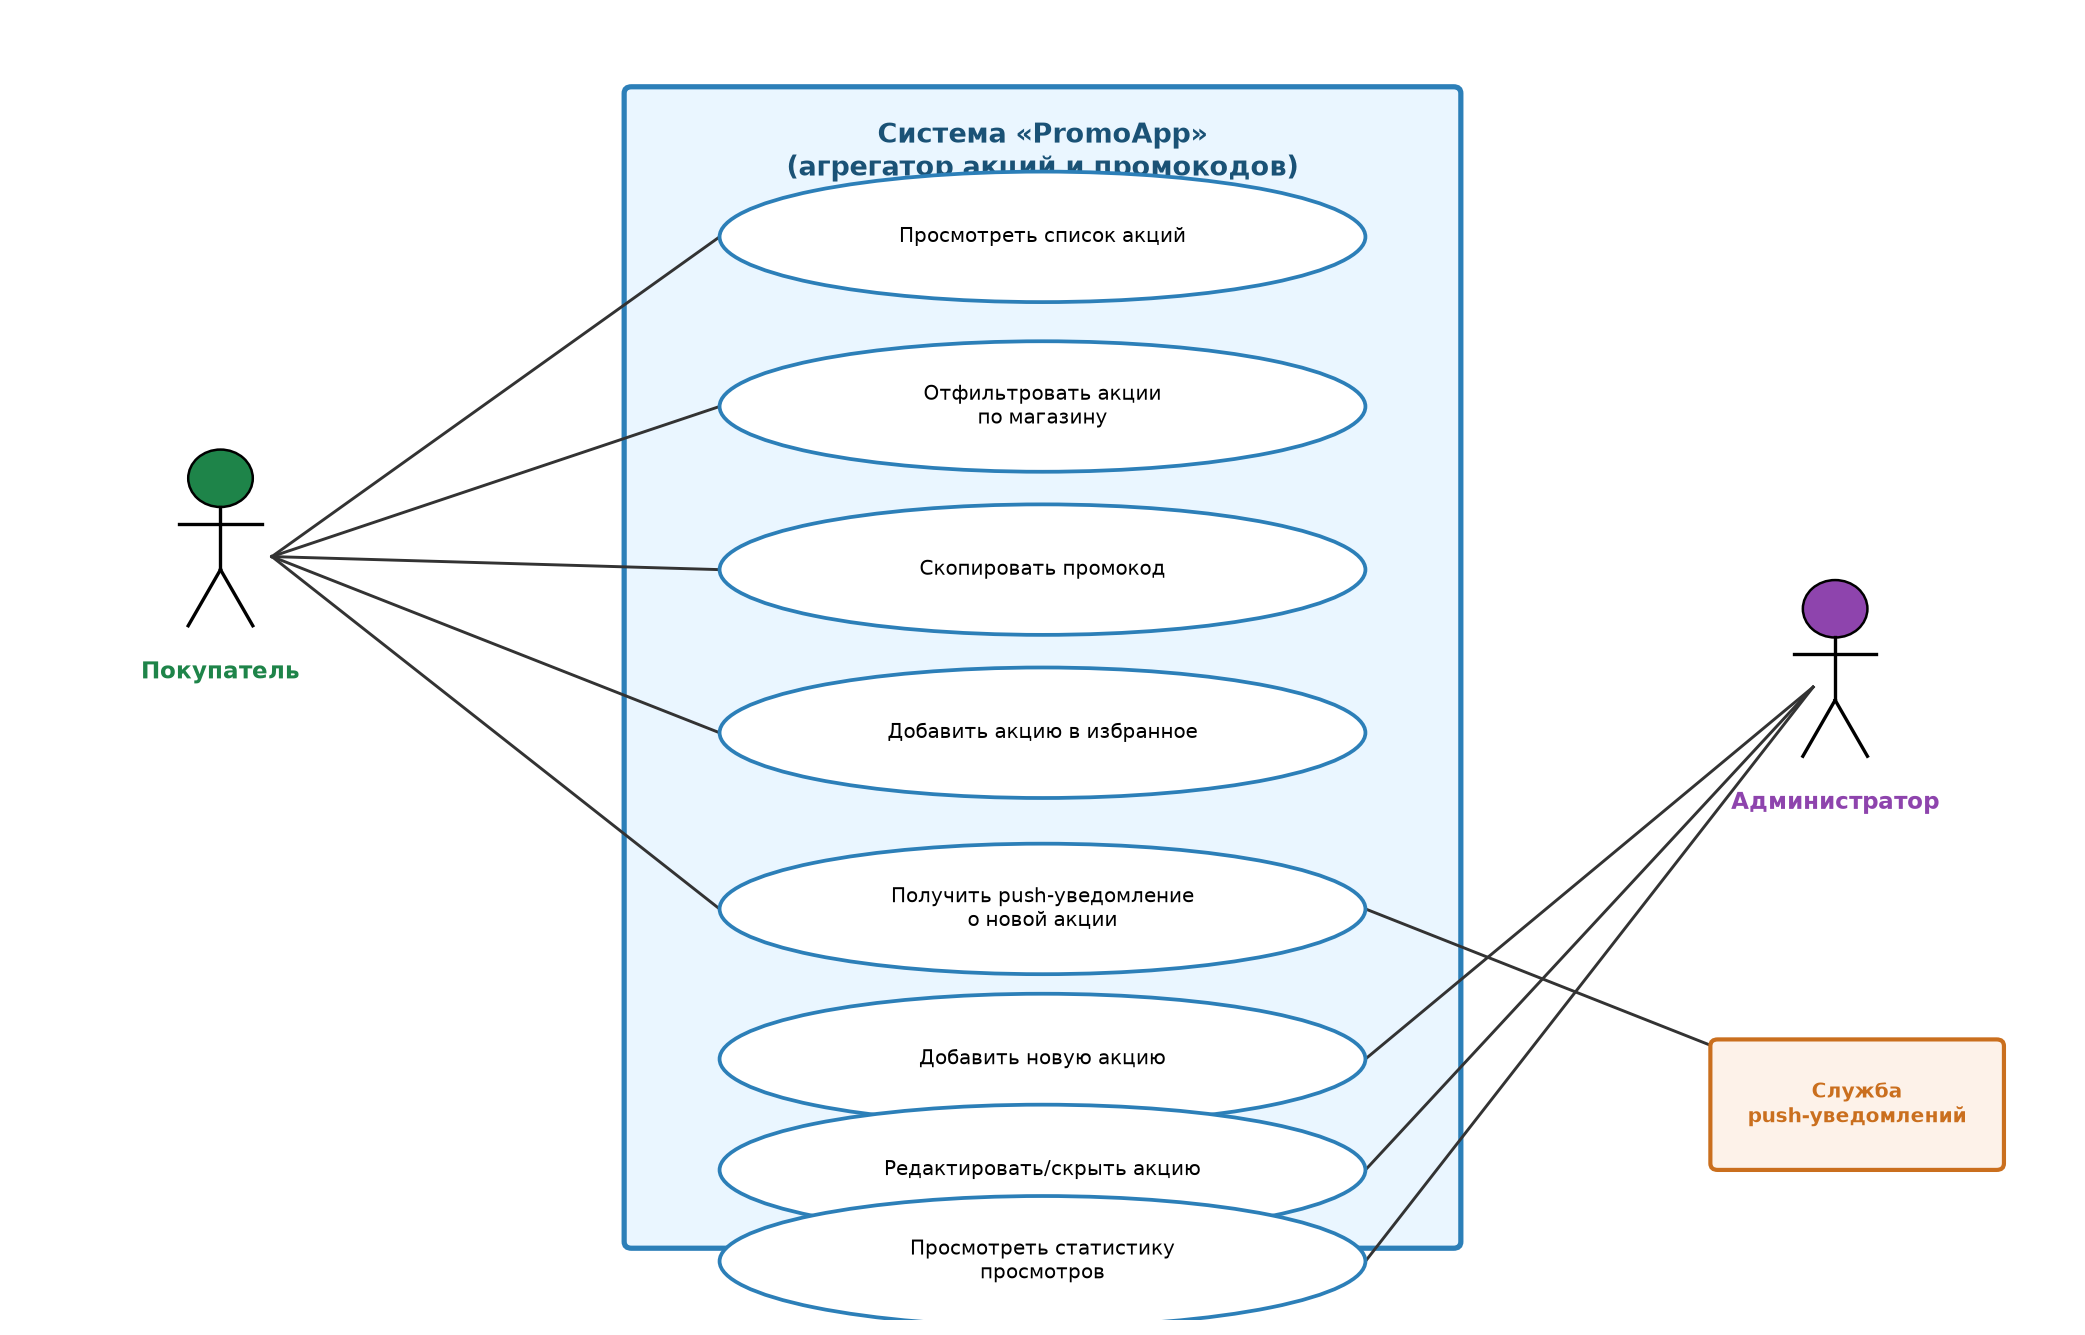 Система «PromoApp»
(агрегатор акций и промокодов)
Просмотреть список акций
Отфильтровать акции
по магазину
Скопировать промокод
Покупатель
Добавить акцию в избранное
Администратор
Получить push-уведомление
о новой акции
Добавить новую акцию
Служба
push-уведомлений
Редактировать/скрыть акцию
Просмотреть статистику
просмотров